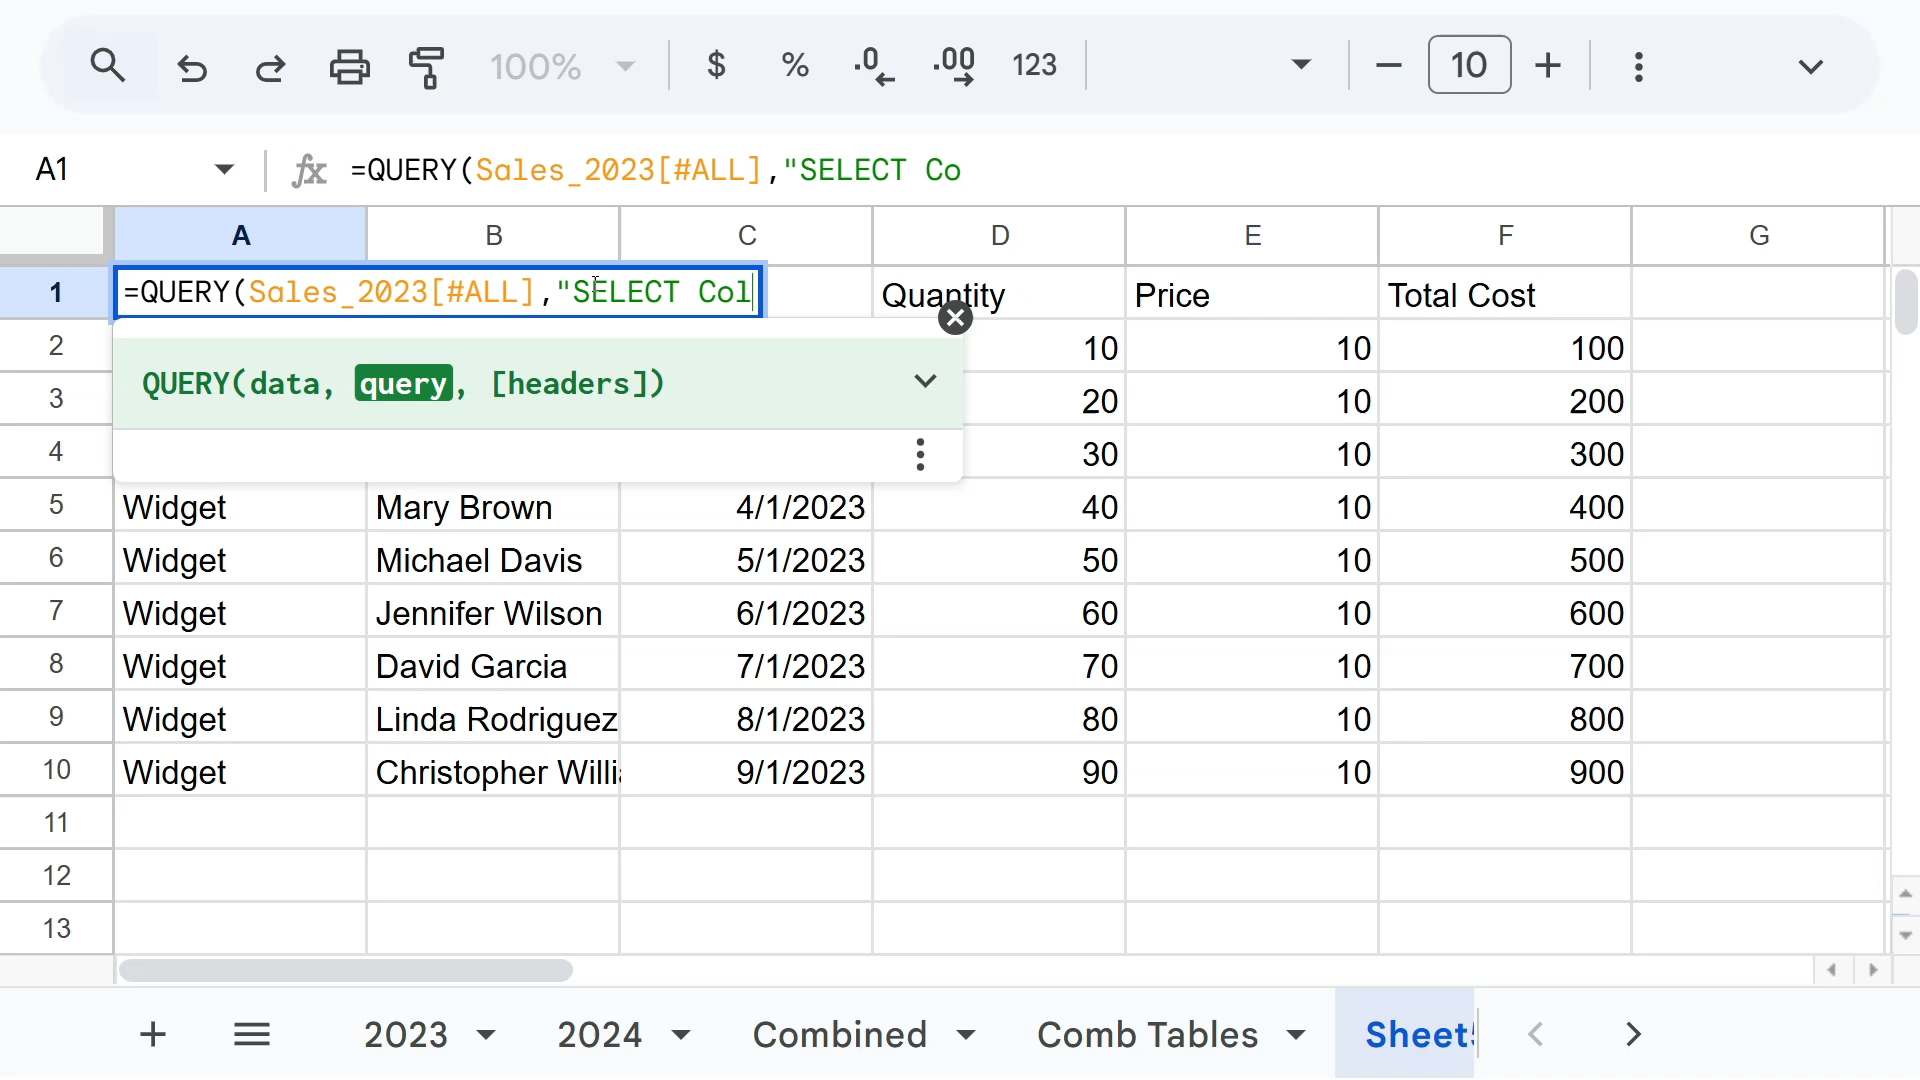 100% $ % .0 .00 123 10
A1 fx =QUERY(Sales_2023[#ALL],"SELECT Co
A B C D E F G
1 =QUERY(Sales_2023[#ALL],"SELECT Col Quantity Price Total Cost
2 10 10 100
QUERY(data, query, [headers])
3 20 10 200
4 30 10 300
5 Widget Mary Brown 4/1/2023 40 10 400
6 Widget Michael Davis 5/1/2023 50 10 500
7 Widget Jennifer Wilson 6/1/2023 60 10 600
8 Widget David Garcia 7/1/2023 70 10 700
9 Widget Linda Rodriguez 8/1/2023 80 10 800
10 Widget Christopher Willi 9/1/2023 90 10 900
11
12
13
2023 2024 Combined Comb Tables Sheet5